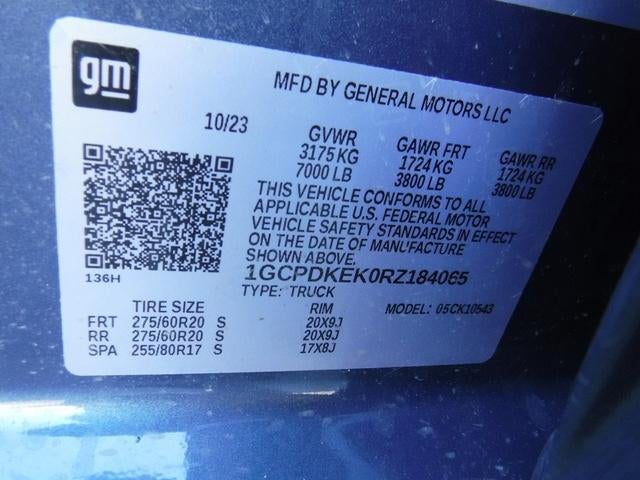 gm
MFD BY GENERAL MOTORS LLC
10/23 GVWR GAWR FRT GAWR RR
3175 KG 1724 KG 1724 KG
7000 LB 3800 LB 3800 LB
THIS VEHICLE CONFORMS TO ALL
APPLICABLE U.S. FEDERAL MOTOR
VEHICLE SAFETY STANDARDS IN EFFECT
ON THE DATE OF MANUFACTURE
SHOWN ABOVE.
1GCPDKEK0RZ184065
136H
TYPE: TRUCK MODEL: 05CK10543
TIRE SIZE RIM
FRT 275/60R20 S 20X9J
RR 275/60R20 S 20X9J
SPA 255/80R17 S 17X8J